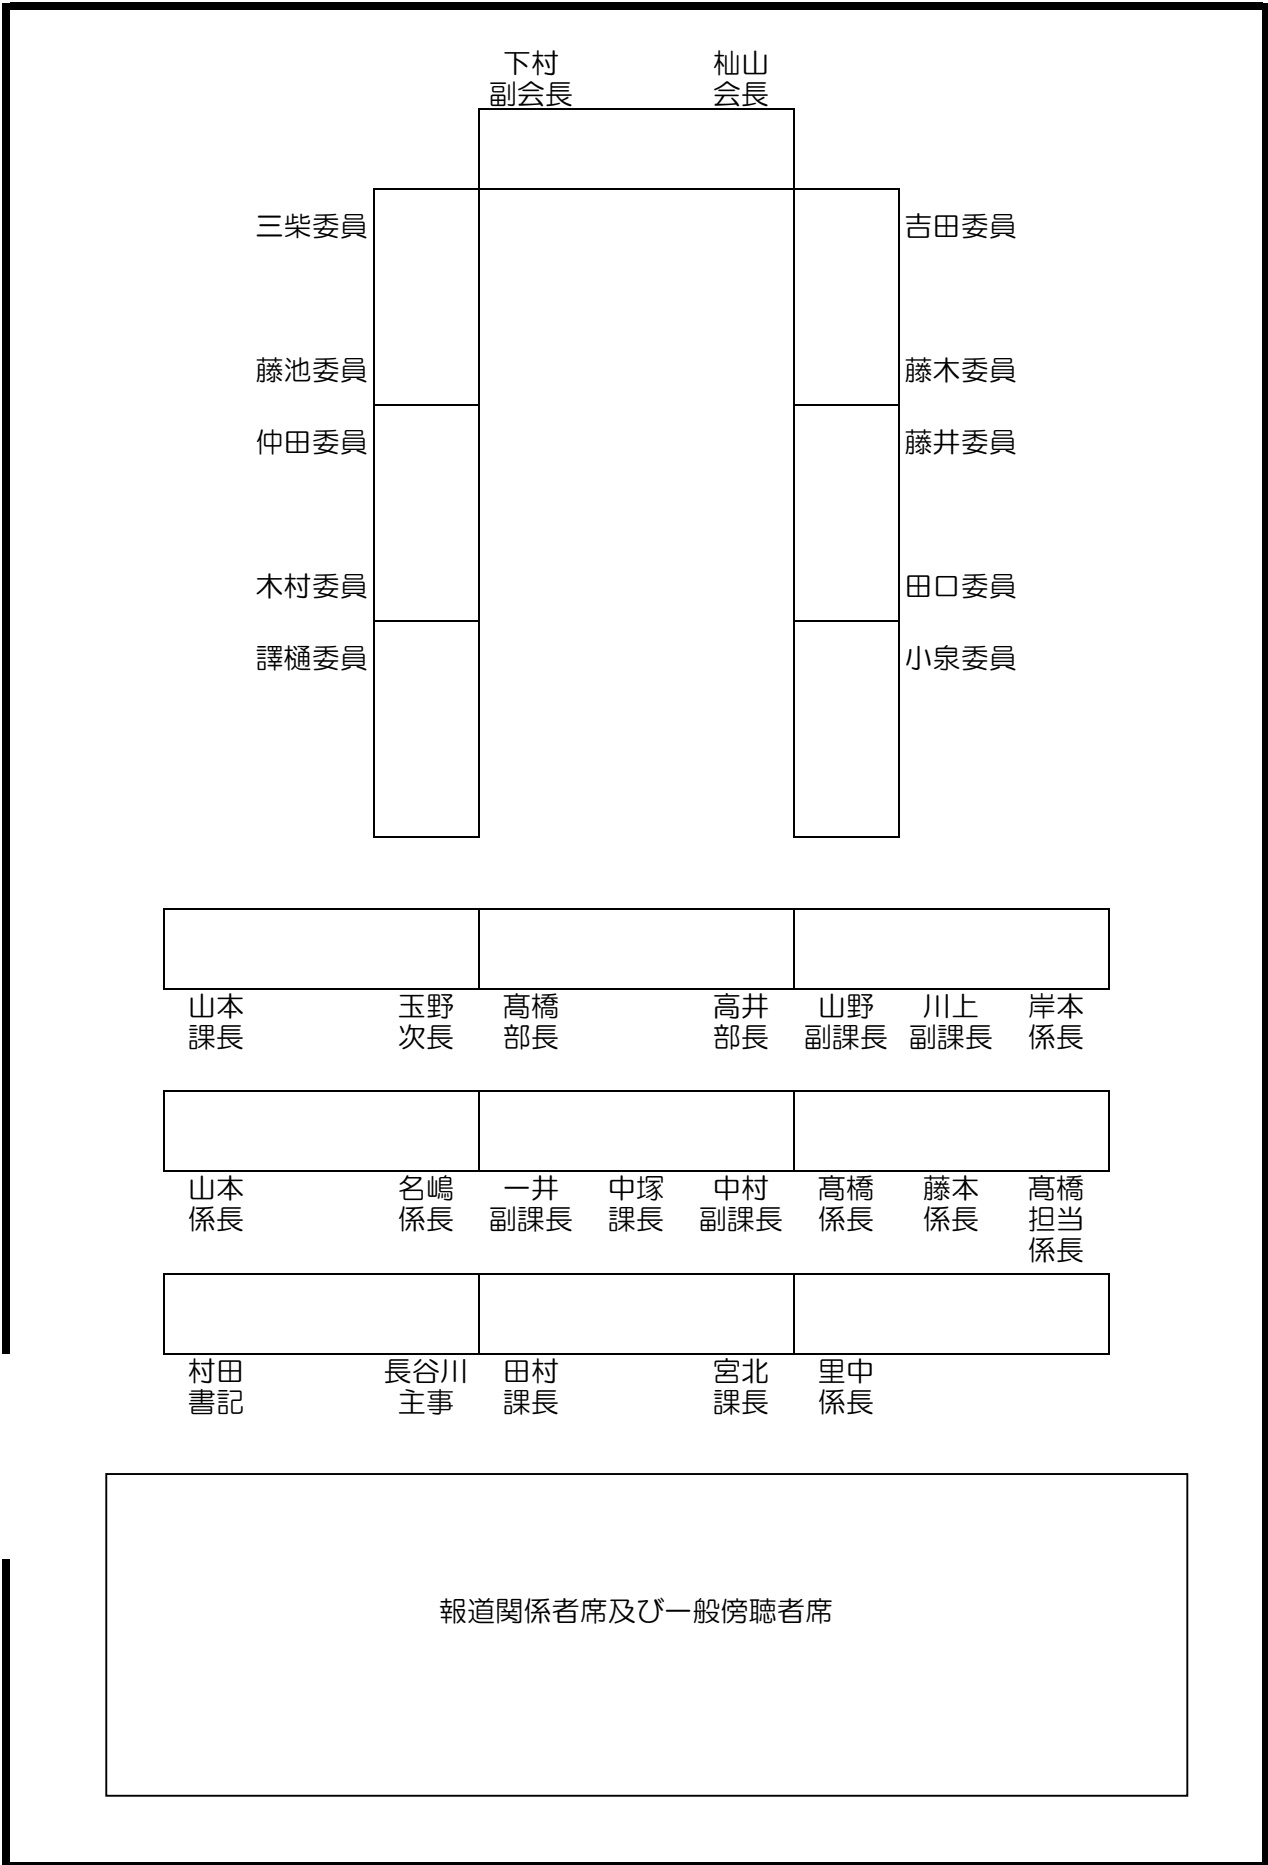 下村
副会長
杣山
会長
三柴委員
吉田委員
藤池委員
藤木委員
仲田委員
藤井委員
木村委員
田口委員
譯樋委員
小泉委員
山本
課長
玉野
次長
髙橋
部長
高井
部長
山野
副課長
川上
副課長
岸本
係長
山本
係長
名嶋
係長
一井
副課長
中塚
課長
中村
副課長
髙橋
係長
藤本
係長
髙橋
担当
係長
村田
書記
長谷川
主事
田村
課長
宮北
課長
里中
係長
報道関係者席及び一般傍聴者席